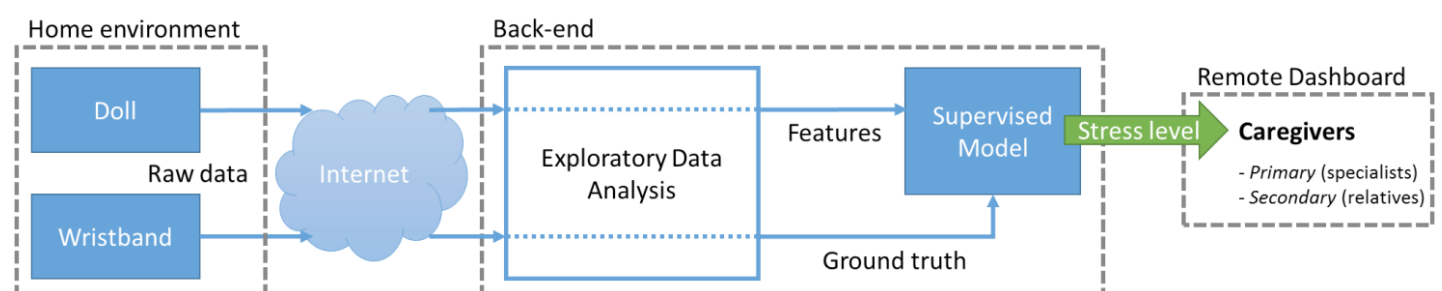 Home environment
Doll
Raw data
Wristband
Internet
Back-end
Exploratory Data
Analysis
Features
Ground truth
Supervised
Model
Stress level
Remote Dashboard
Caregivers
- Primary (specialists)
- Secondary (relatives)